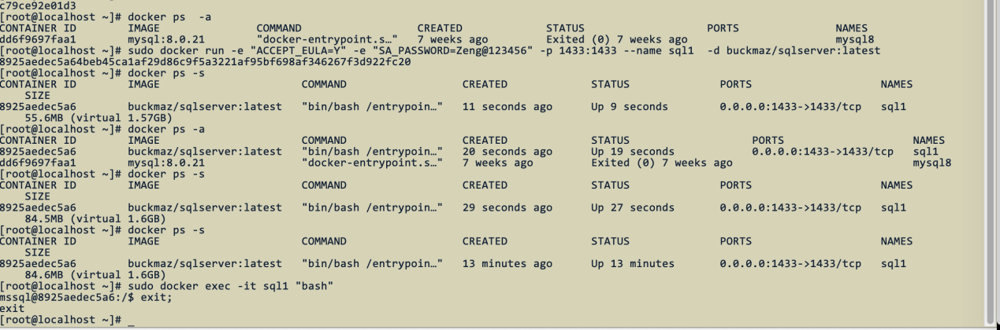 c79ce92e01d3
[root@localhost ~]# docker ps  -a
CONTAINER ID        IMAGE               COMMAND                  CREATED             STATUS                   PORTS               NAMES
dd6f9697faa1        mysql:8.0.21        "docker-entrypoint.s…"   7 weeks ago         Exited (0) 7 weeks ago                       mysql8
[root@localhost ~]# sudo docker run -e "ACCEPT_EULA=Y" -e "SA_PASSWORD=Zeng@123456" -p 1433:1433 --name sql1  -d buckmaz/sqlserver:latest
8925aedec5a64beb45ca1af29d86c9f5a3221af95bf698af346267f3d922fc20
[root@localhost ~]# docker ps -s
CONTAINER ID        IMAGE                      COMMAND                  CREATED             STATUS              PORTS                    NAMES
    SIZE
8925aedec5a6        buckmaz/sqlserver:latest   "bin/bash /entrypoin…"   11 seconds ago      Up 9 seconds        0.0.0.0:1433->1433/tcp   sql1
    55.6MB (virtual 1.57GB)
[root@localhost ~]# docker ps -a
CONTAINER ID        IMAGE                      COMMAND                  CREATED             STATUS                   PORTS                    NAMES
8925aedec5a6        buckmaz/sqlserver:latest   "bin/bash /entrypoin…"   20 seconds ago      Up 19 seconds            0.0.0.0:1433->1433/tcp   sql1
dd6f9697faa1        mysql:8.0.21               "docker-entrypoint.s…"   7 weeks ago         Exited (0) 7 weeks ago                            mysql8
[root@localhost ~]# docker ps -s
CONTAINER ID        IMAGE                      COMMAND                  CREATED             STATUS              PORTS                    NAMES
    SIZE
8925aedec5a6        buckmaz/sqlserver:latest   "bin/bash /entrypoin…"   29 seconds ago      Up 27 seconds       0.0.0.0:1433->1433/tcp   sql1
    84.5MB (virtual 1.6GB)
[root@localhost ~]# docker ps -s
CONTAINER ID        IMAGE                      COMMAND                  CREATED             STATUS              PORTS                    NAMES
    SIZE
8925aedec5a6        buckmaz/sqlserver:latest   "bin/bash /entrypoin…"   13 minutes ago      Up 13 minutes       0.0.0.0:1433->1433/tcp   sql1
    84.6MB (virtual 1.6GB)
[root@localhost ~]# sudo docker exec -it sql1 "bash"
mssql@8925aedec5a6:/$ exit;
exit
[root@localhost ~]# _